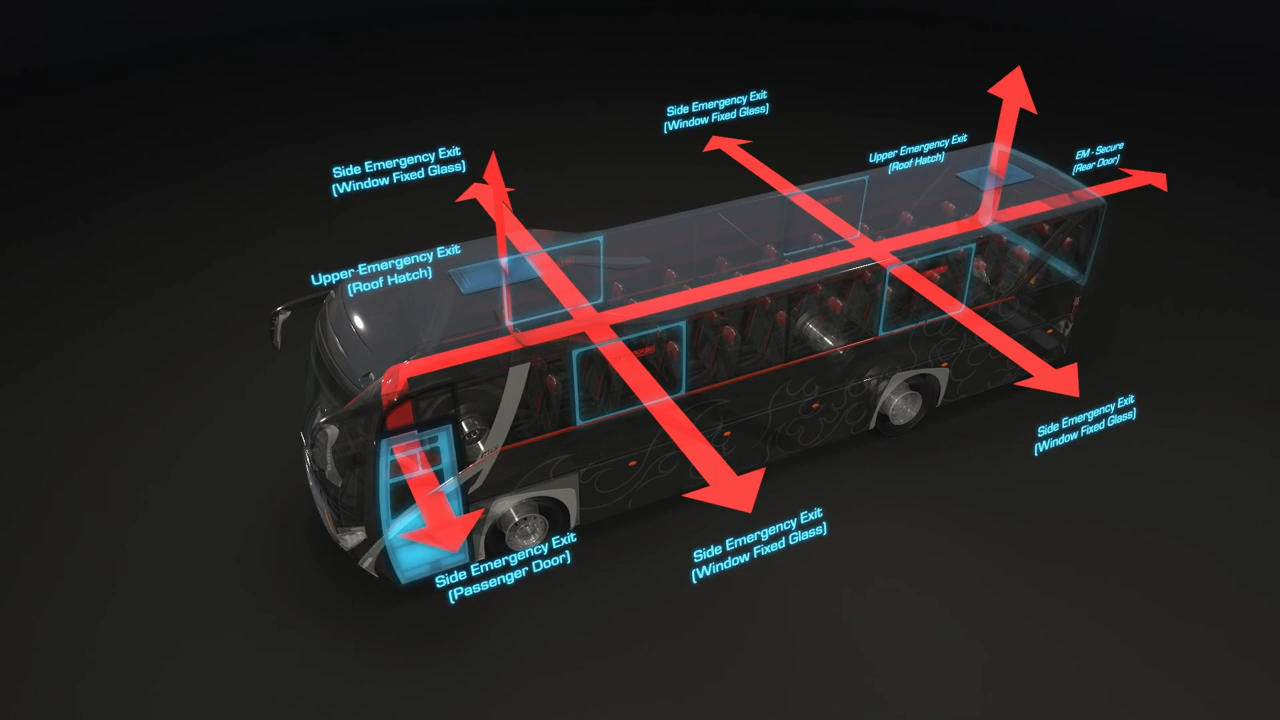 Side Emergency Exit
(Window Fixed Glass)
Side Emergency Exit
(Window Fixed Glass)
Upper Emergency Exit
(Roof Hatch)
EM - Secure
(Rear Door)
Upper Emergency Exit
(Roof Hatch)
Side Emergency Exit
(Window Fixed Glass)
Side Emergency Exit
(Window Fixed Glass)
Side Emergency Exit
(Passenger Door)